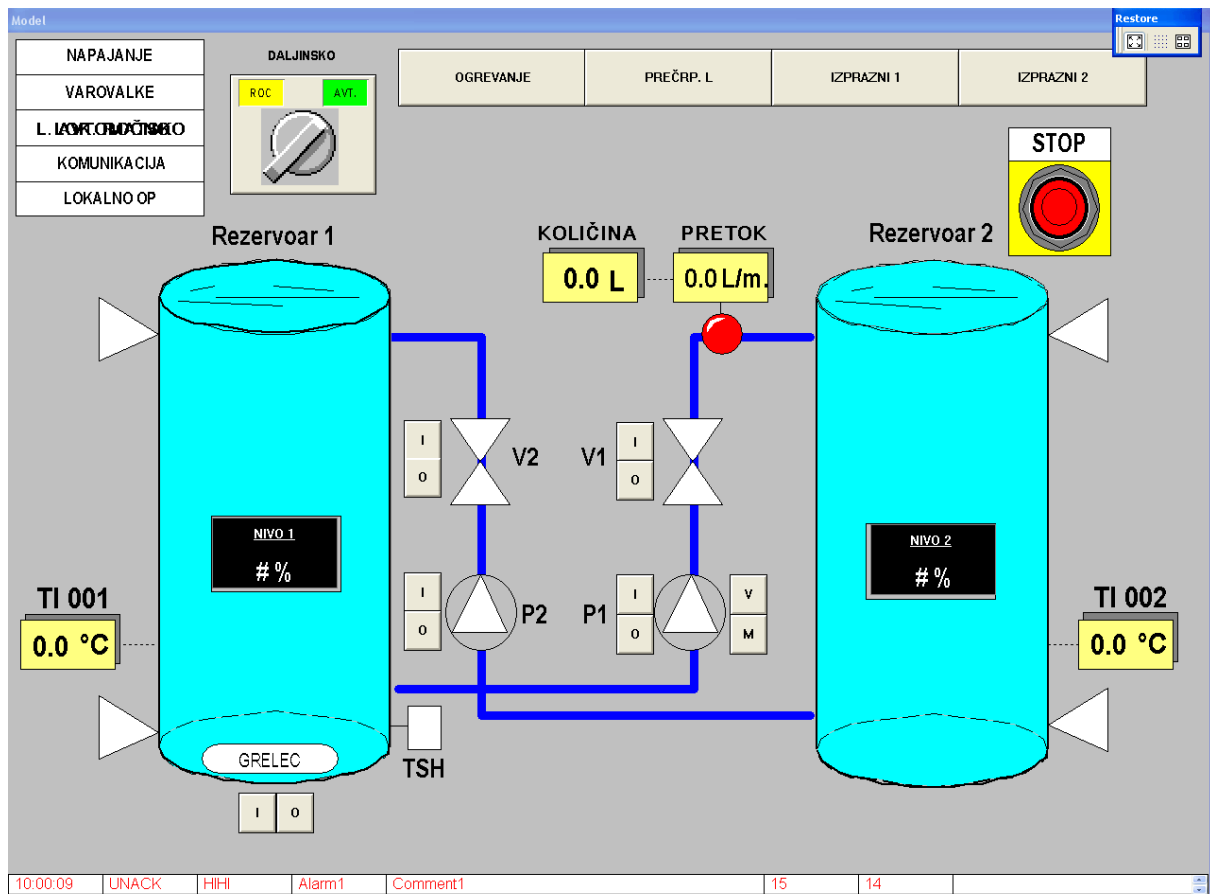 Model
Restore
NAPAJANJE
VAROVALKE
KOMUNIKACIJA
LOKALNO OP
DALJINSKO
ROC AVT.
OGREVANJE PREČRP. L IZPRAZNI 1 IZPRAZNI 2
STOP
Rezervoar 1
KOLIČINA PRETOK
0.0 L 0.0 L/m.
Rezervoar 2
I
O
V2
V1
I
O
NIVO 1
# %
NIVO 2
# %
TI 001
0.0 °C
I
O
P2
P1
I
O
V
M
TI 002
0.0 °C
GRELEC
TSH
I O
10:00:09 UNACK HIHI Alarm1 Comment1 15 14